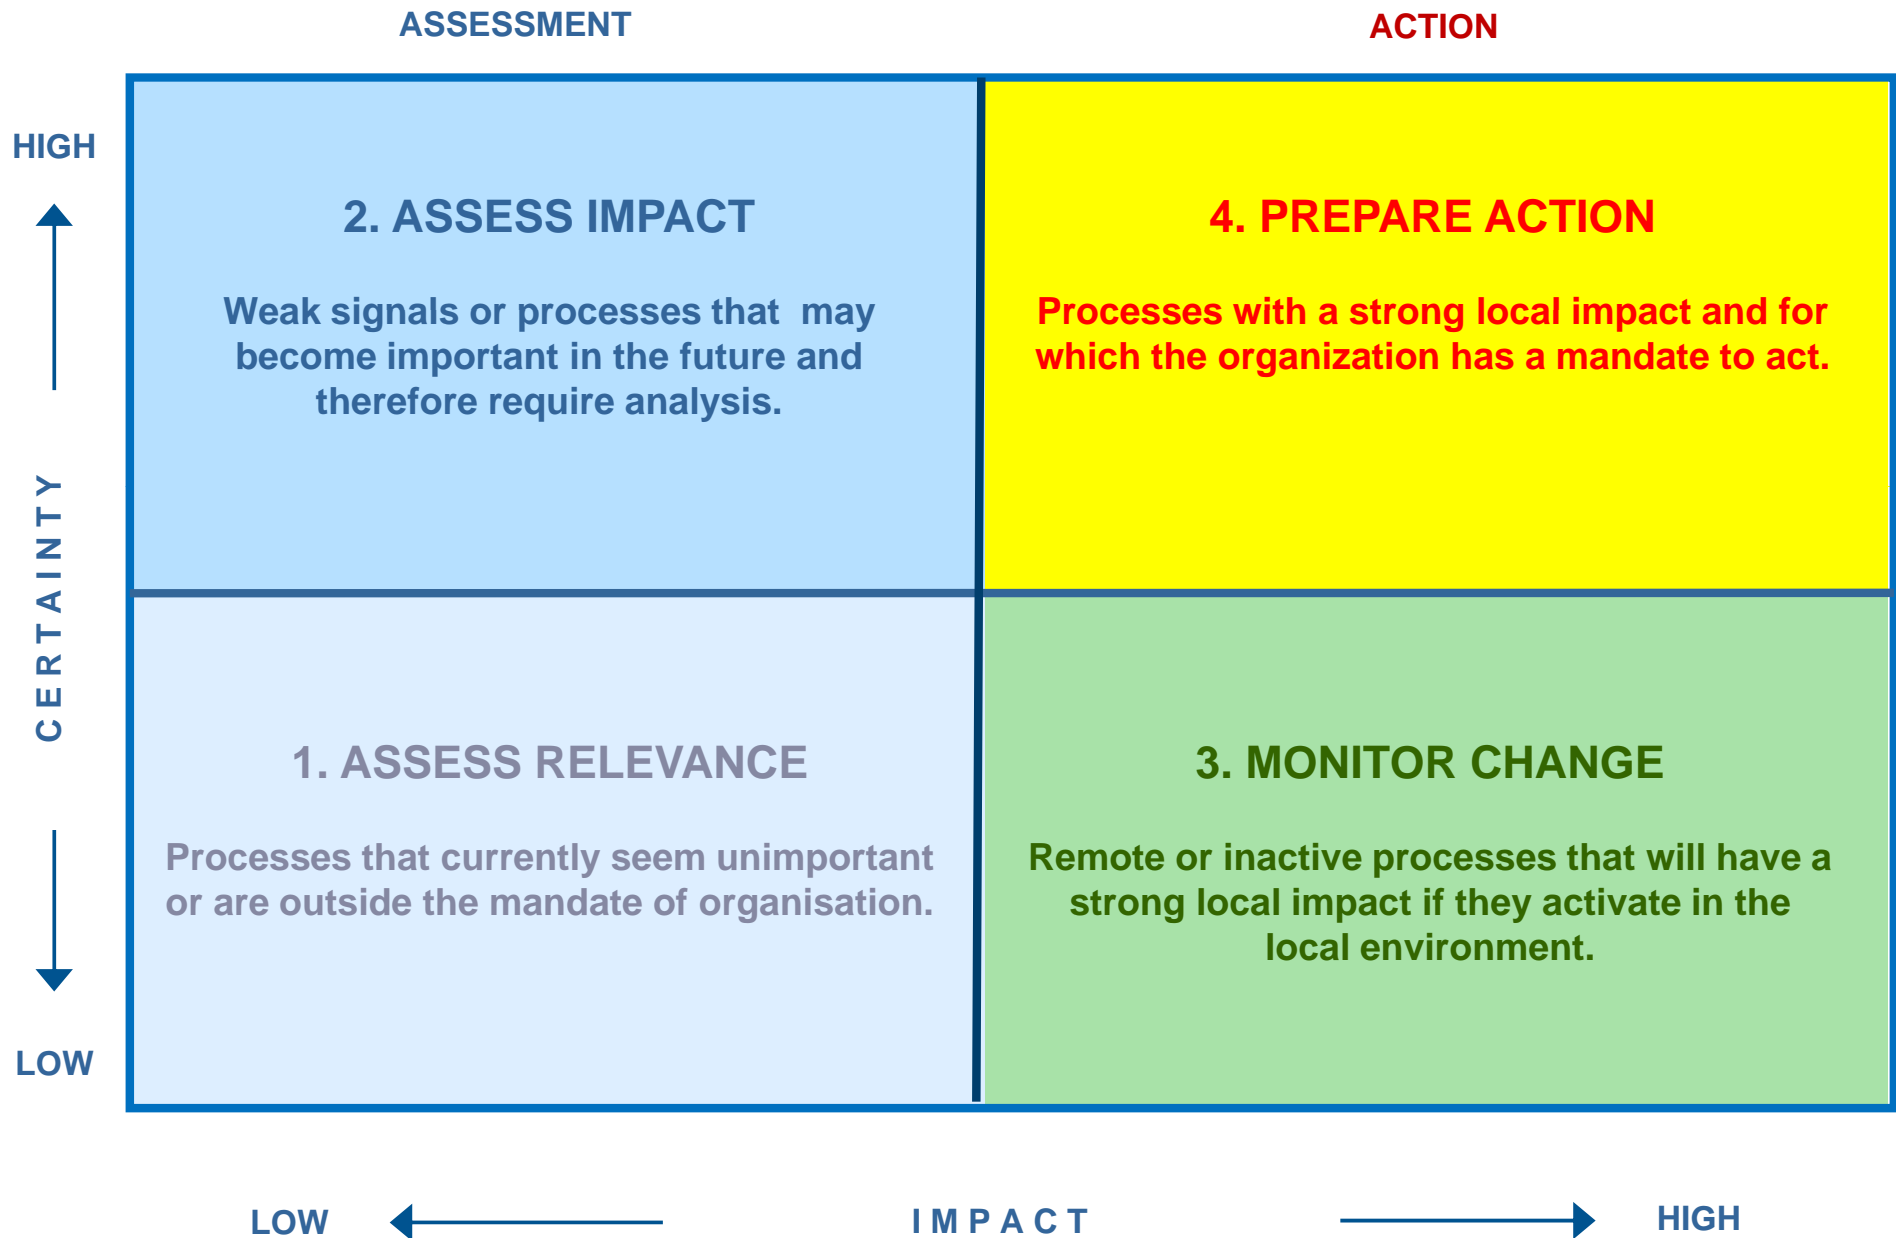 ASSESSMENT
ACTION
HIGH
2. ASSESS IMPACT
Weak signals or processes that  may
become important in the future and
therefore require analysis.
4. PREPARE ACTION
Processes with a strong local impact and for
which the organization has a mandate to act.
CERTAINTY
1. ASSESS RELEVANCE
Processes that currently seem unimportant
or are outside the mandate of organisation.
3. MONITOR CHANGE
Remote or inactive processes that will have a
strong local impact if they activate in the
local environment.
LOW
LOW
IMPACT
HIGH